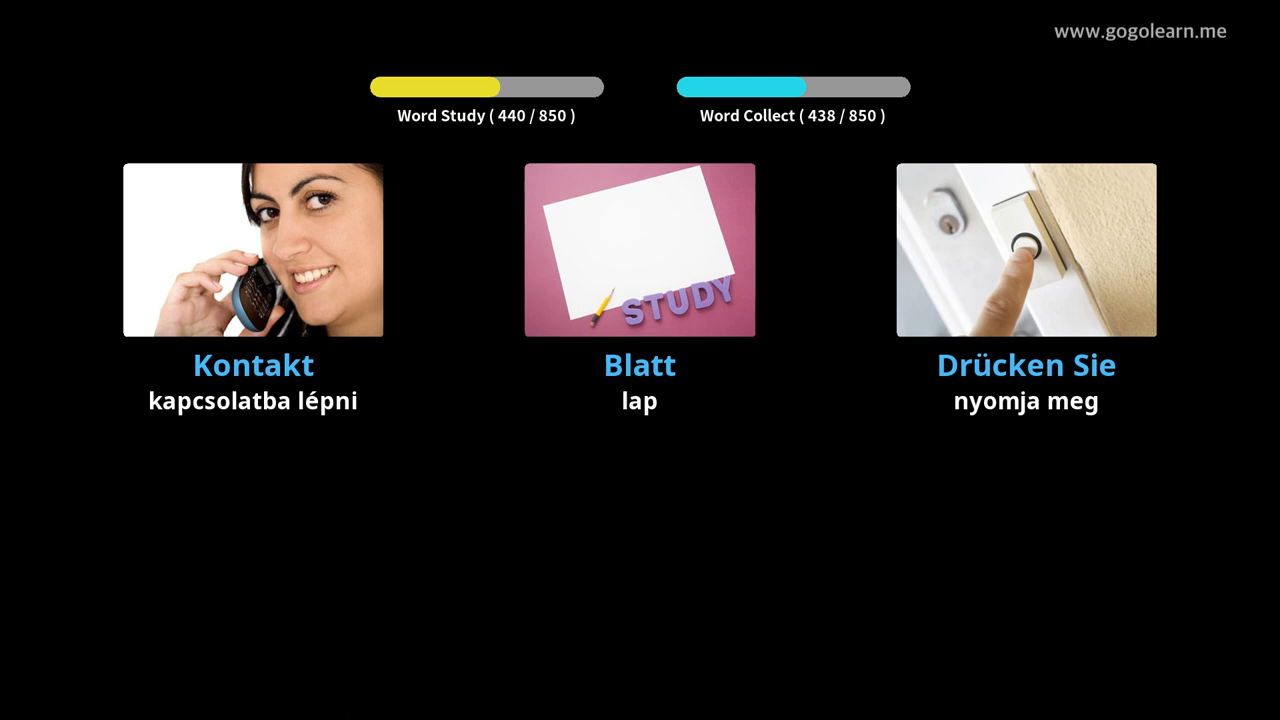 www.gogolearn.me
Word Study ( 440 / 850 )
Word Collect ( 438 / 850 )
STUDY
Kontakt
kapcsolatba lépni
Blatt
lap
Drücken Sie
nyomja meg